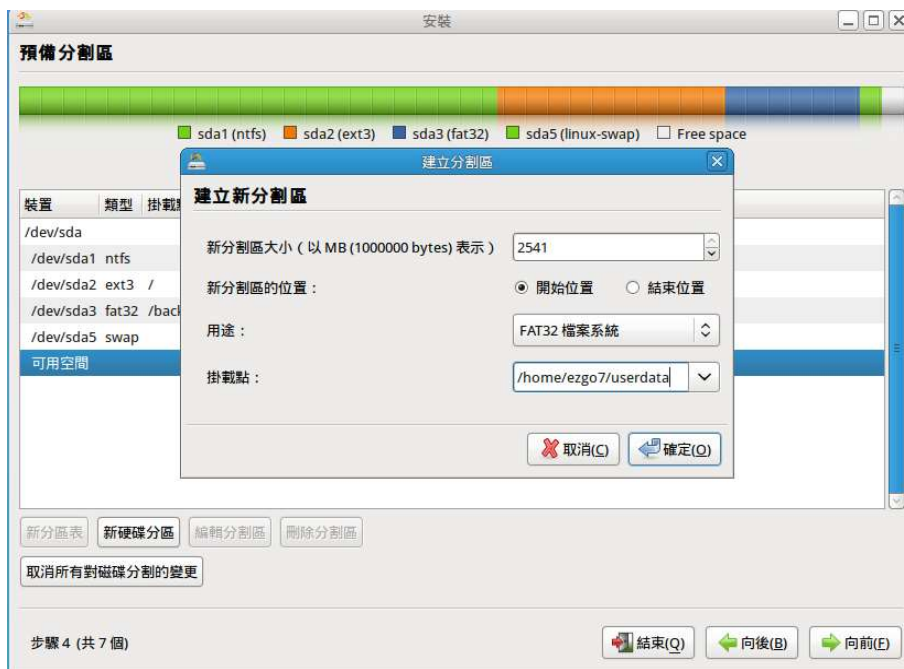 安裝
預備分割區
sda1 (ntfs) sda2 (ext3) sda3 (fat32) sda5 (linux-swap) Free space
建立分割區
建立新分割區
新分割區大小（以 MB (1000000 bytes) 表示） 2541
新分割區的位置： 開始位置 結束位置
用途： FAT32 檔案系統
掛載點： /home/ezgo7/userdata
取消(C) 確定(O)
裝置 類型 掛載
/dev/sda
/dev/sda1 ntfs
/dev/sda2 ext3 /
/dev/sda3 fat32 /bac
/dev/sda5 swap
可用空間
新分區表 新硬碟分區 編輯分割區 刪除分割區
取消所有對磁碟分割的變更
步驟 4 (共 7 個) 結束(Q) 向後(B) 向前(F)